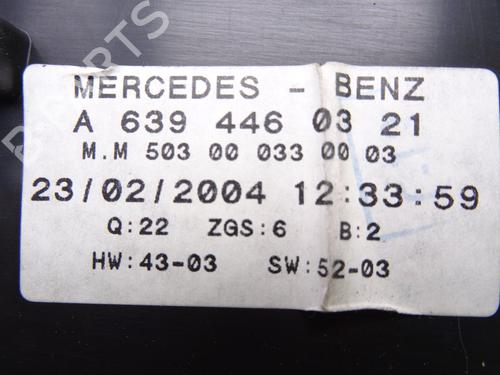 MERCEDES - BENZ
A 639 446 03 21
M.M 503 00 033 00 03
23/02/2004 12:33:59
Q:22 ZGS:6 B:2
HW:43-03 SW:52-03